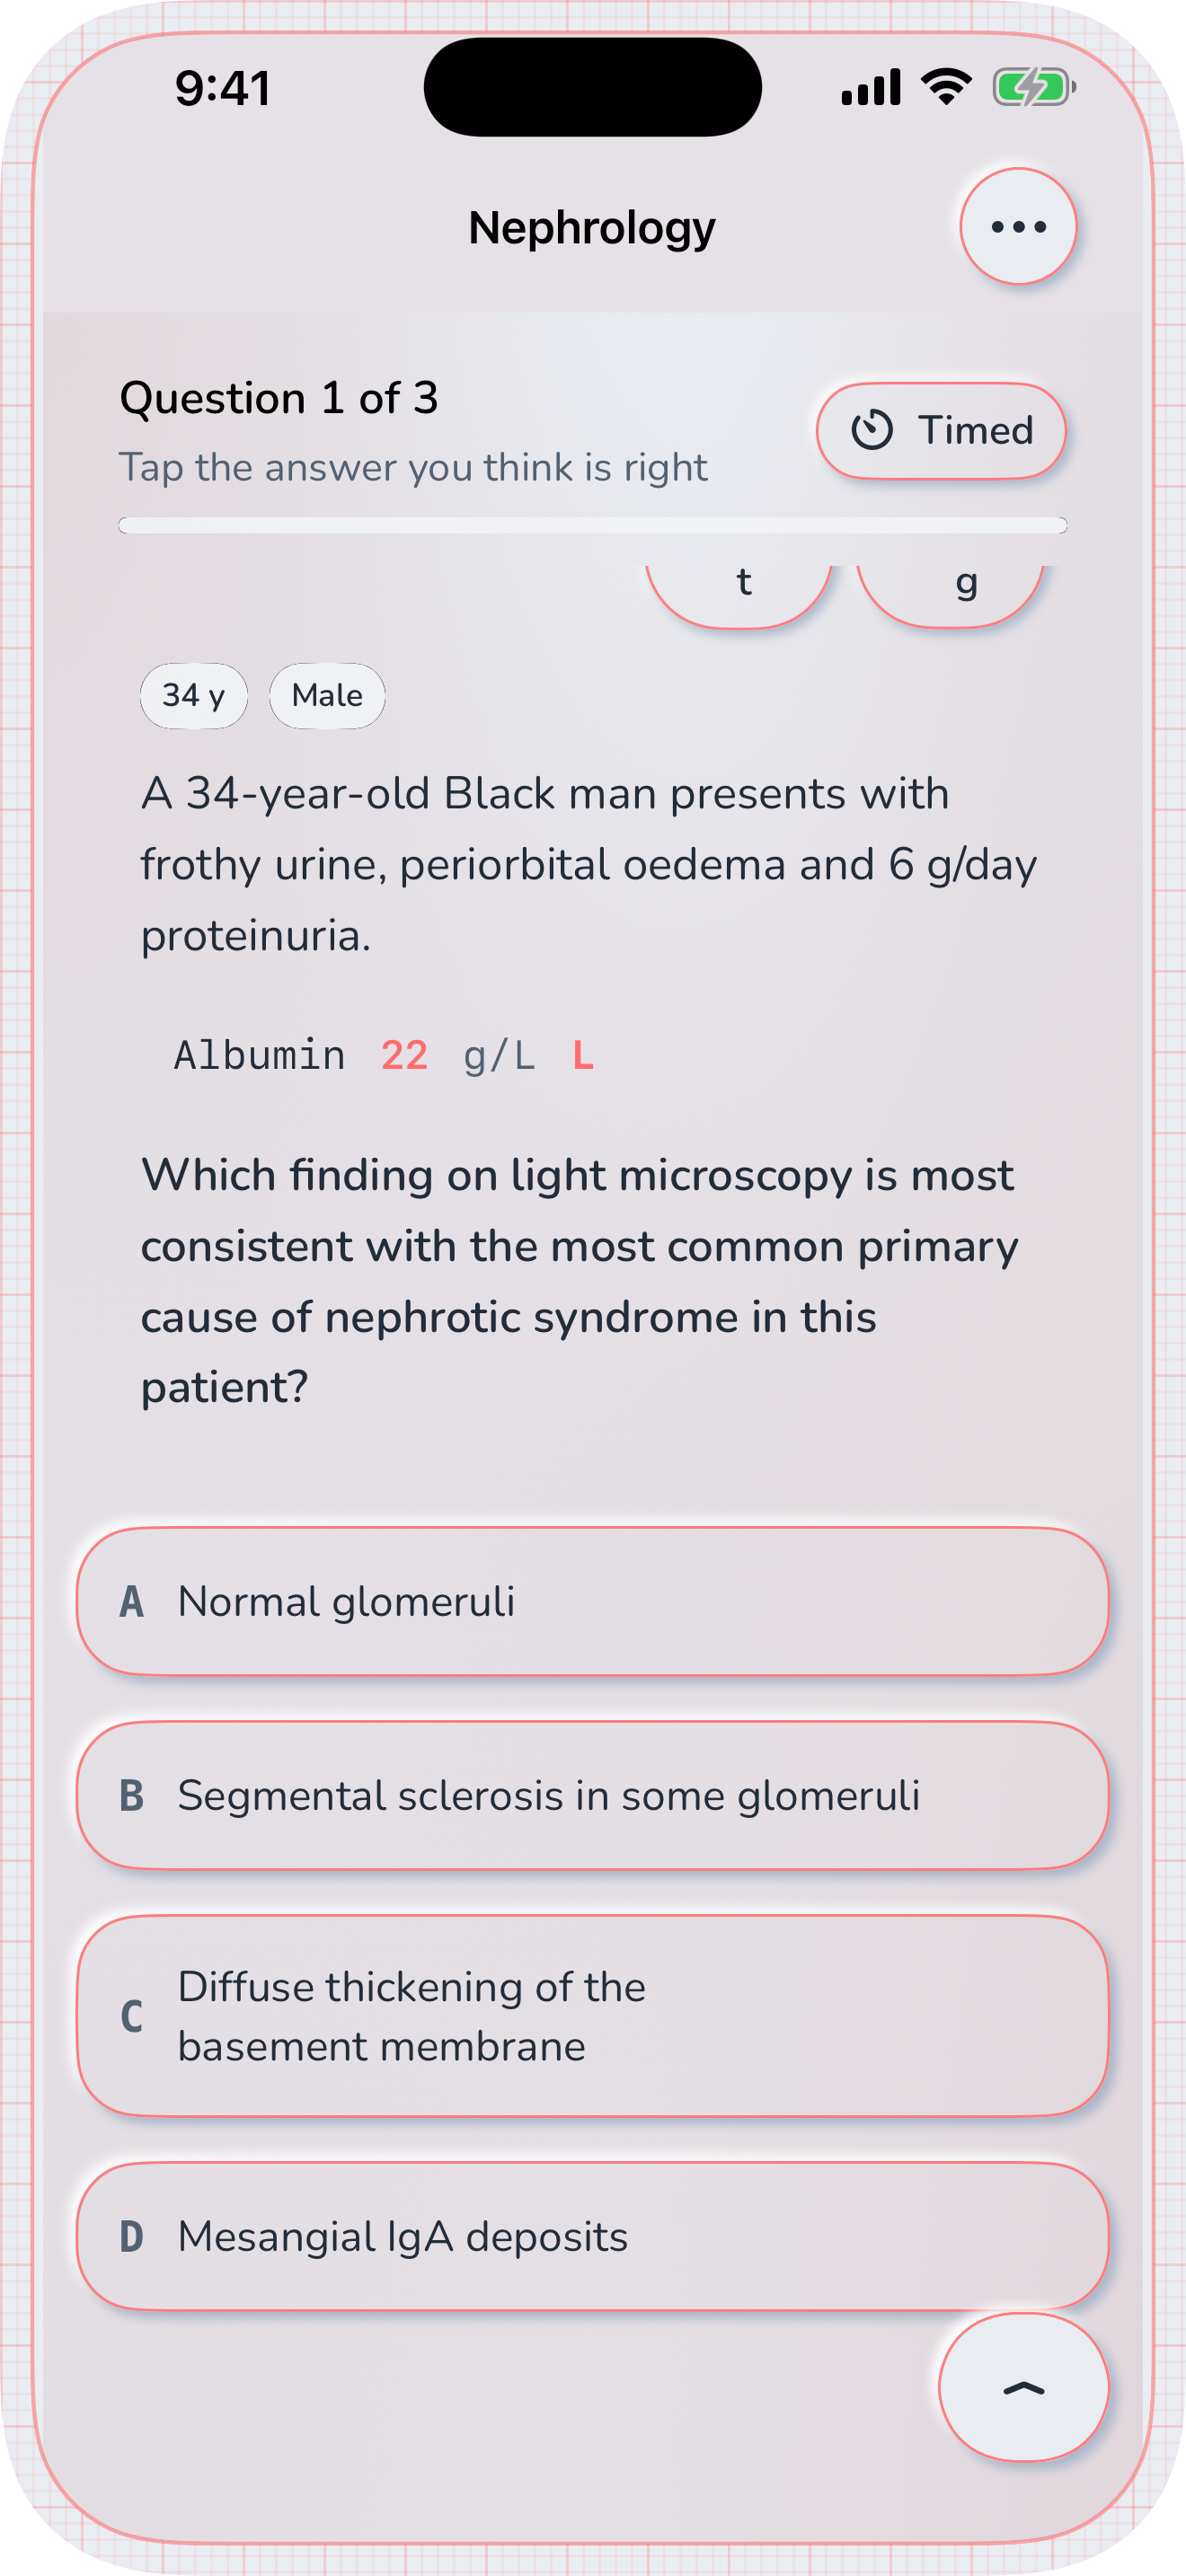 9:41
Nephrology
Question 1 of 3
Timed
Tap the answer you think is right
t
g
34 y
Male
A 34-year-old Black man presents with
frothy urine, periorbital oedema and 6 g/day
proteinuria.
Albumin 22 g/L L
Which finding on light microscopy is most
consistent with the most common primary
cause of nephrotic syndrome in this
patient?
A Normal glomeruli
B Segmental sclerosis in some glomeruli
C Diffuse thickening of the
basement membrane
D Mesangial IgA deposits